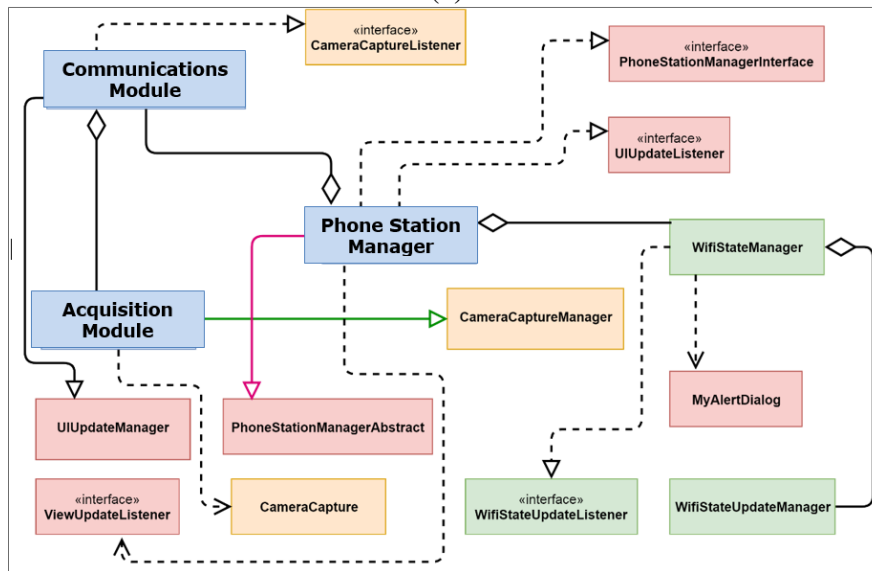 «interface»
CameraCaptureListener
Communications
Module
«interface»
PhoneStationManagerInterface
«interface»
UIUpdateListener
Phone Station
Manager
WifiStateManager
Acquisition
Module
CameraCaptureManager
MyAlertDialog
UIUpdateManager
PhoneStationManagerAbstract
«interface»
ViewUpdateListener
CameraCapture
«interface»
WifiStateUpdateListener
WifiStateUpdateManager